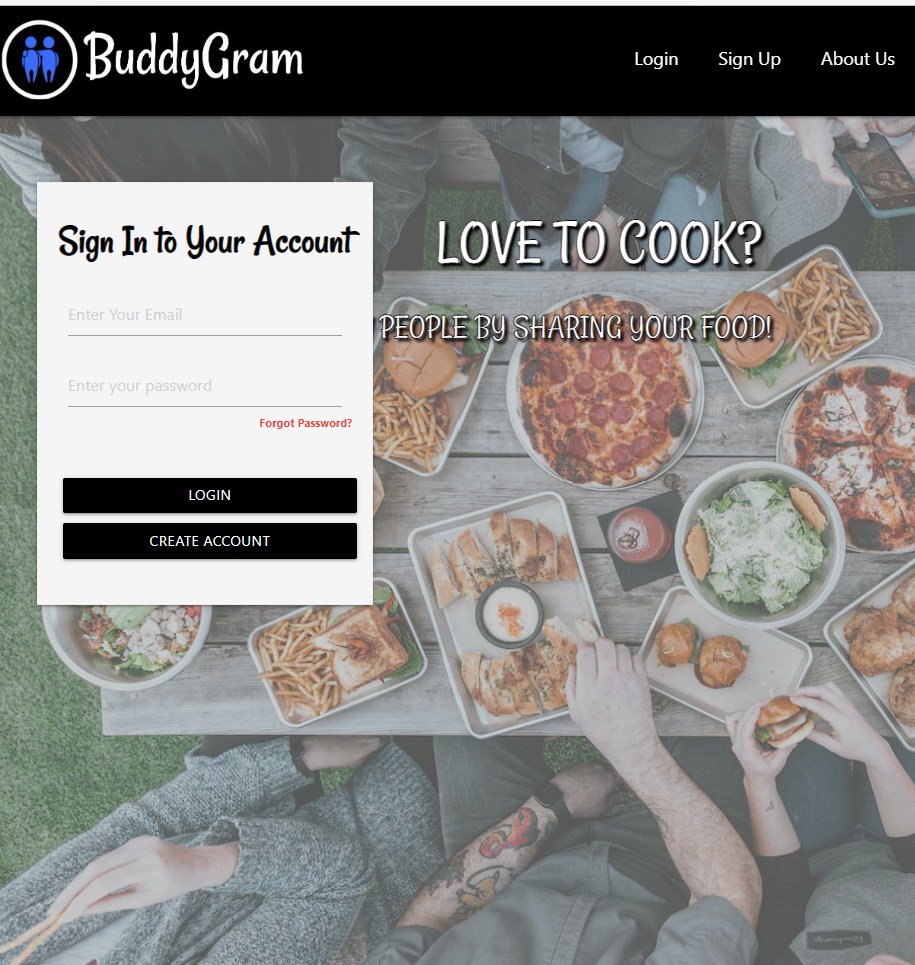 BuddyGram
Login
Sign Up
About Us
Sign In to Your Account
Enter Your Email
Enter your password
Forgot Password?
LOGIN
CREATE ACCOUNT
LOVE TO COOK?
PEOPLE BY SHARING YOUR FOOD!